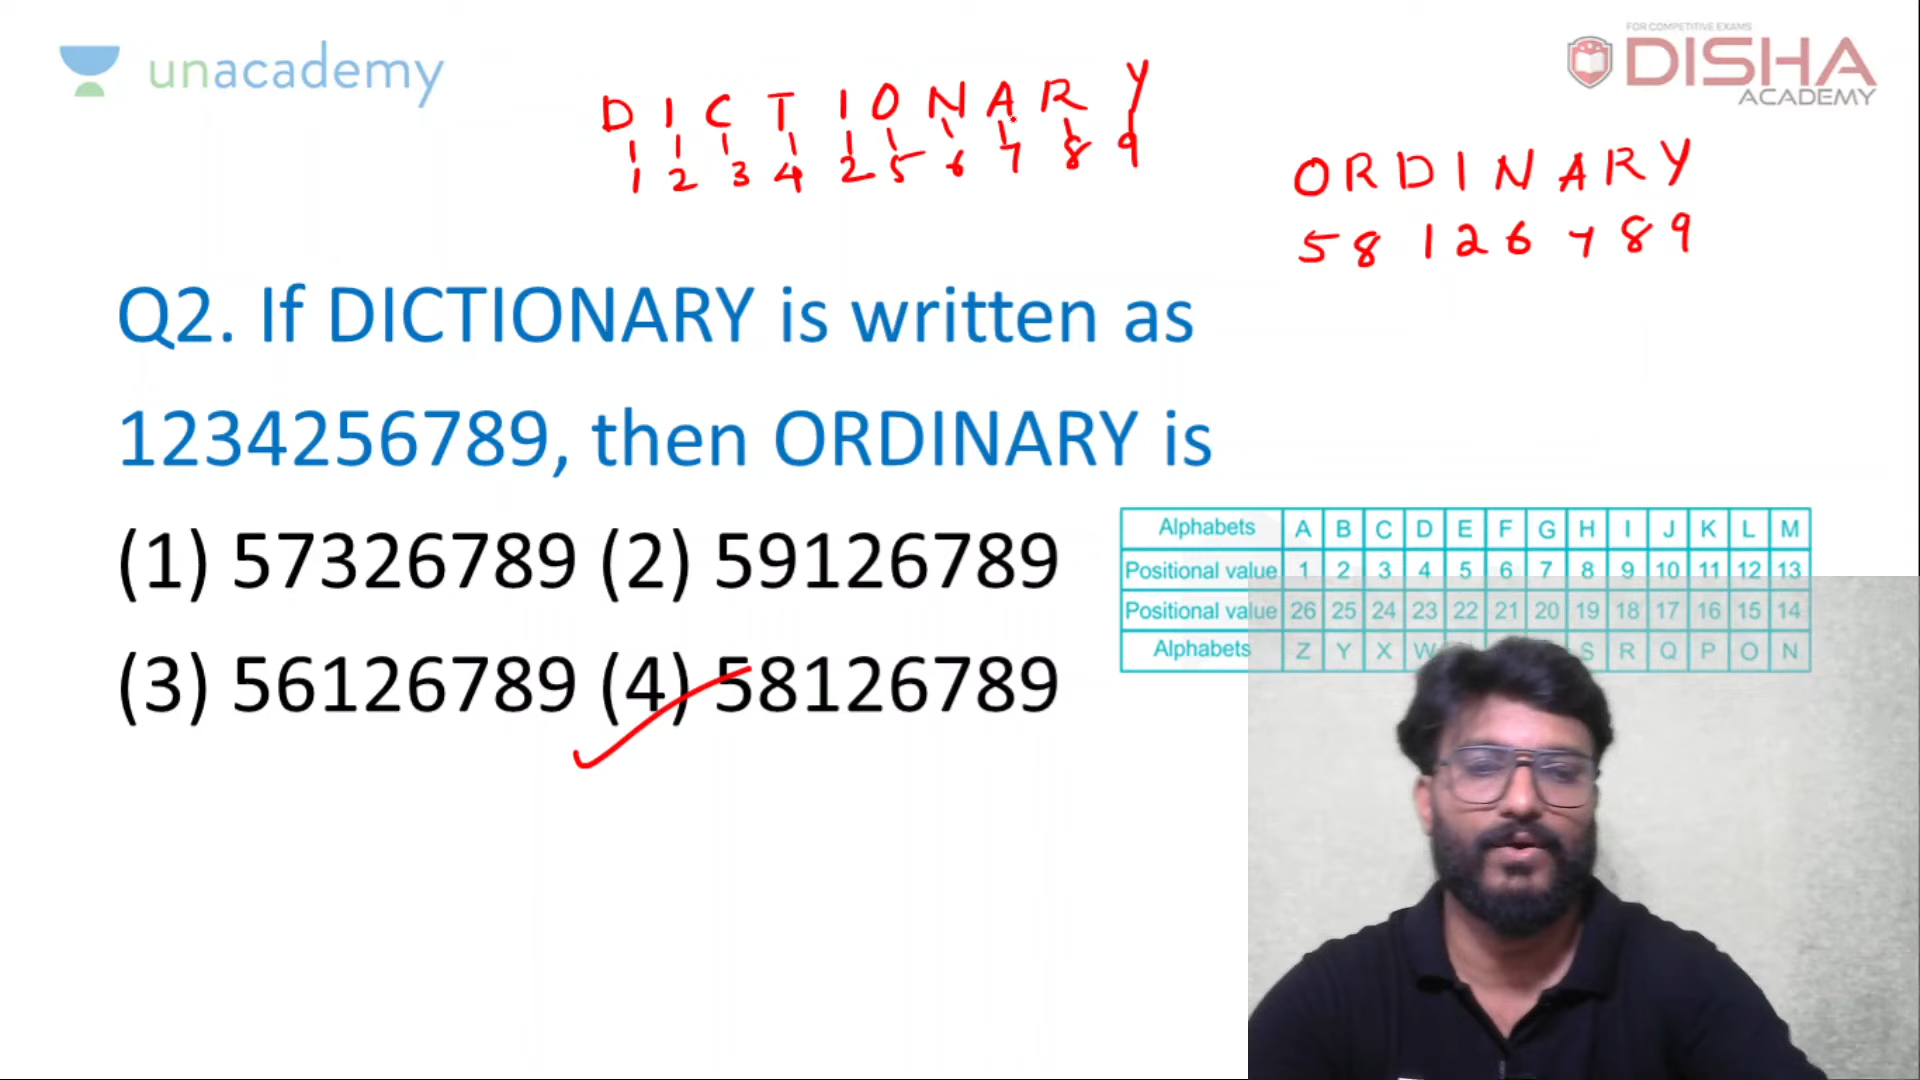 unacademy
FOR COMPETITIVE EXAMS
DISHA
ACADEMY
D I C T I O N A R Y
1 2 3 4 2 5 6 7 8 9
O R D I N A R Y
5 8 1 2 6 7 8 9
Q2. If DICTIONARY is written as
1234256789, then ORDINARY is
(1) 57326789 (2) 59126789
(3) 56126789 (4) 58126789
Alphabets A B C D E F G H I J K L M
Positional value 1 2 3 4 5 6 7 8 9 10 11 12 13
Positional value 26 25 24 23 22 21 20 19 18 17 16 15 14
Alphabets Z Y X W S R Q P O N